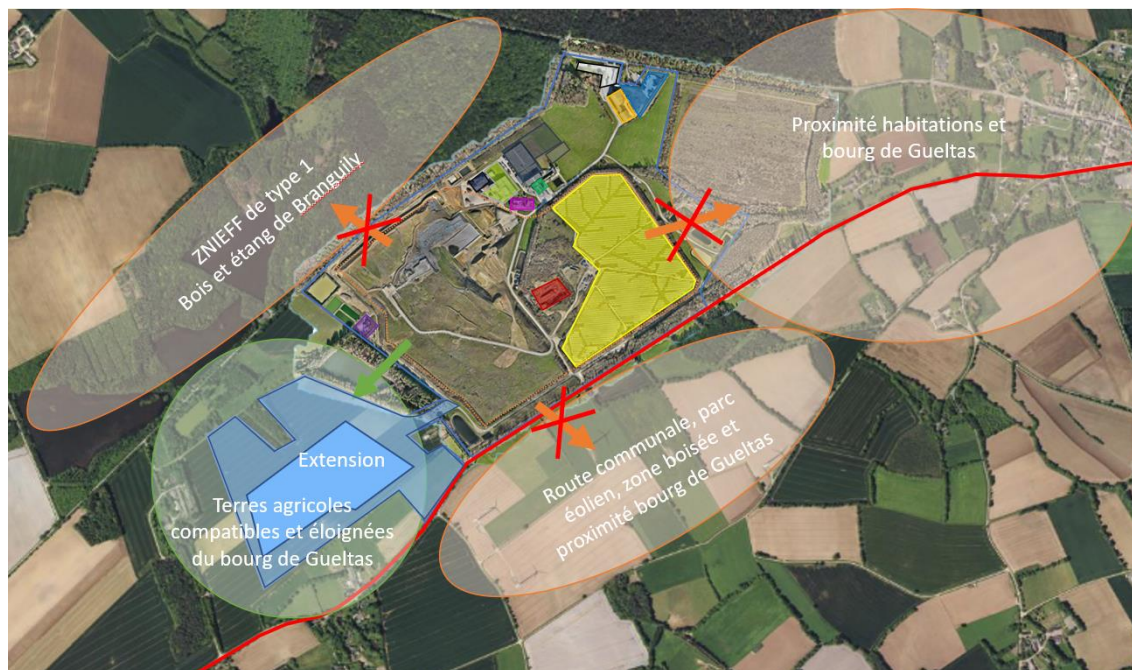 ZNIEFF de type 1
Bois et étang de Branguily
Proximité habitations et
bourg de Gueltas
Extension
Terres agricoles
compatibles et éloignées
du bourg de Gueltas
Route communale, parc
éolien, zone boisée et
proximité bourg de Gueltas